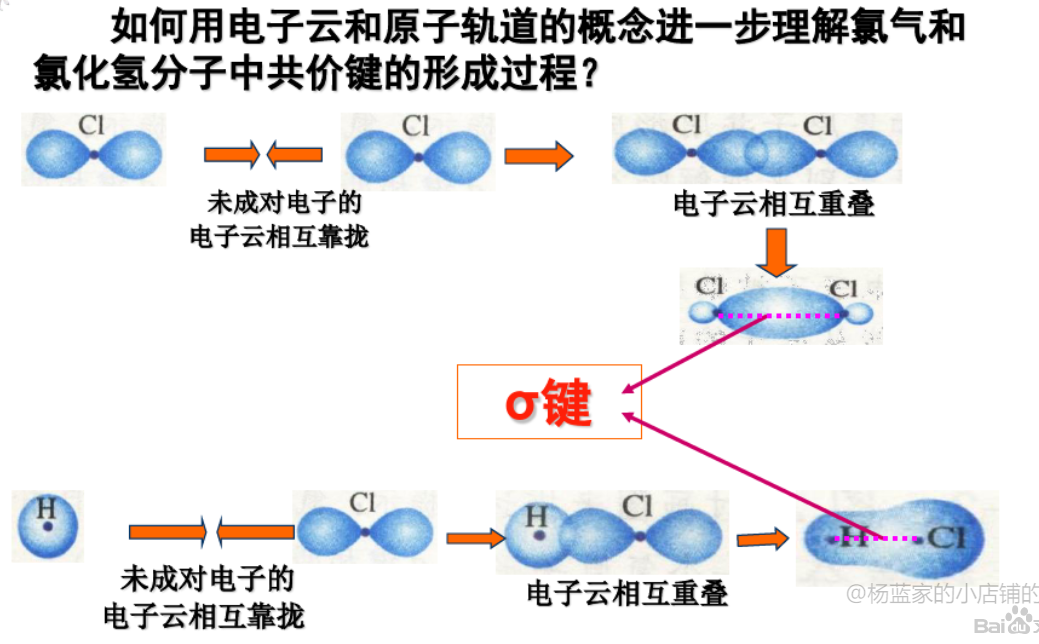 如何用电子云和原子轨道的概念进一步理解氯气和
氯化氢分子中共价键的形成过程？
Cl
Cl
Cl
Cl
未成对电子的
电子云相互靠拢
电子云相互重叠
Cl
Cl
σ键
H
Cl
H
Cl
H
Cl
未成对电子的
电子云相互靠拢
电子云相互重叠
@杨蓝家的小店铺的
Bai du